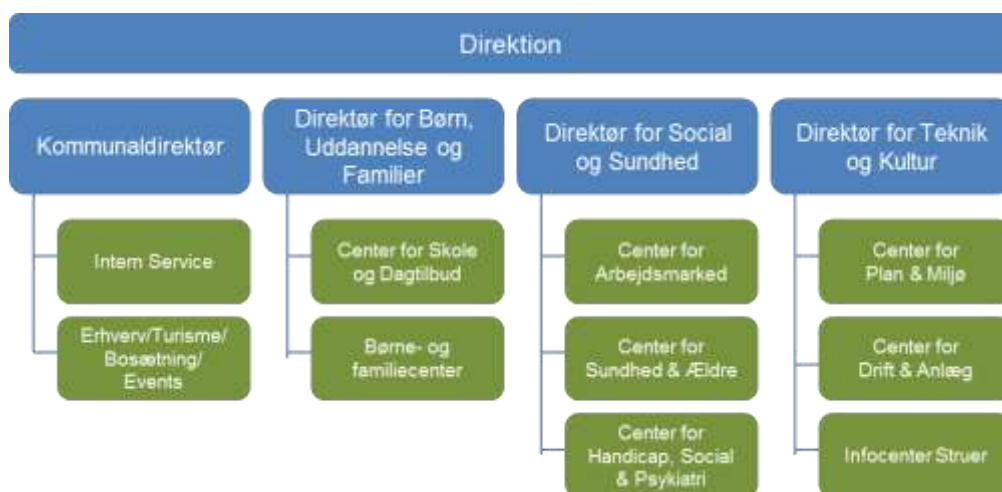 Direktion
Kommunaldirektør
Direktør for Børn,
Uddannelse og
Familier
Direktør for Social
og Sundhed
Direktør for Teknik
og Kultur
Intern Service
Erhverv/Turisme/
Bosætning/
Events
Center for Skole
og Dagtilbud
Børne- og
familiecenter
Center for
Arbejdsmarked
Center for
Sundhed & Ældre
Center for
Handicap, Social
& Psykiatri
Center for
Plan & Miljø
Center for
Drift & Anlæg
Infocenter Struer